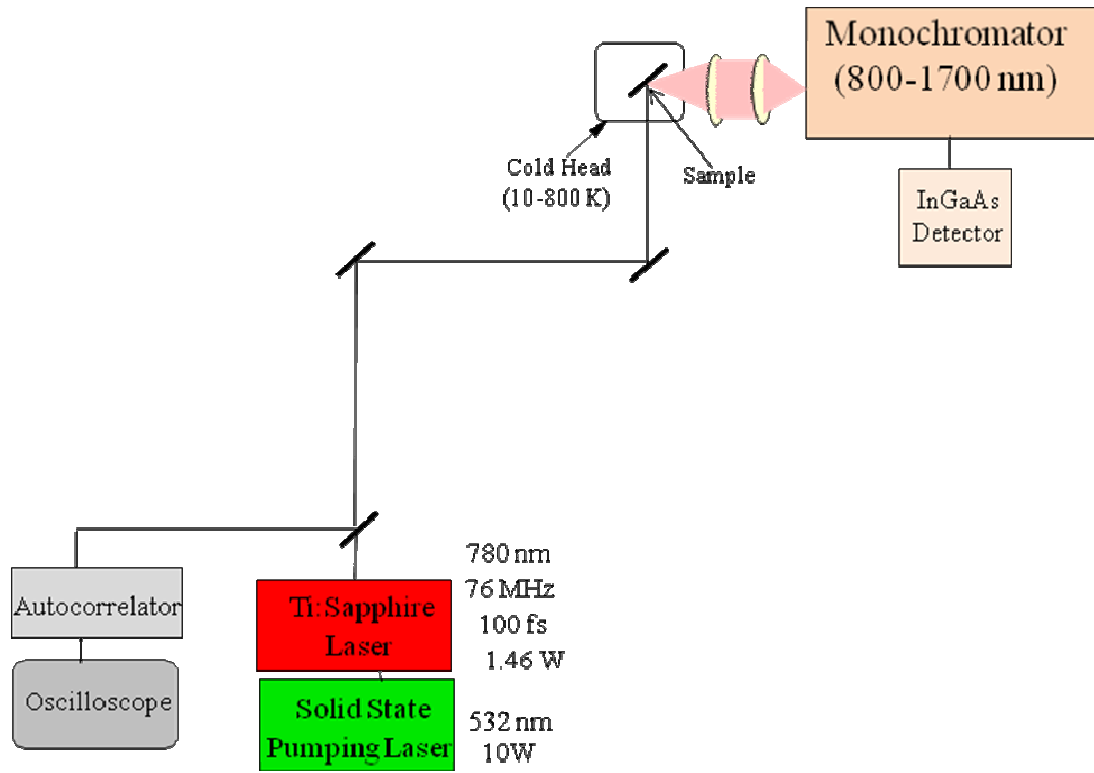 Monochromator
(800-1700 nm)
Cold Head
(10-800 K)
Sample
InGaAs
Detector
780 nm
76 MHz
100 fs
1.46 W
Autocorrelator
Ti:Sapphire
Laser
Oscilloscope
Solid State
Pumping Laser
532 nm
10W